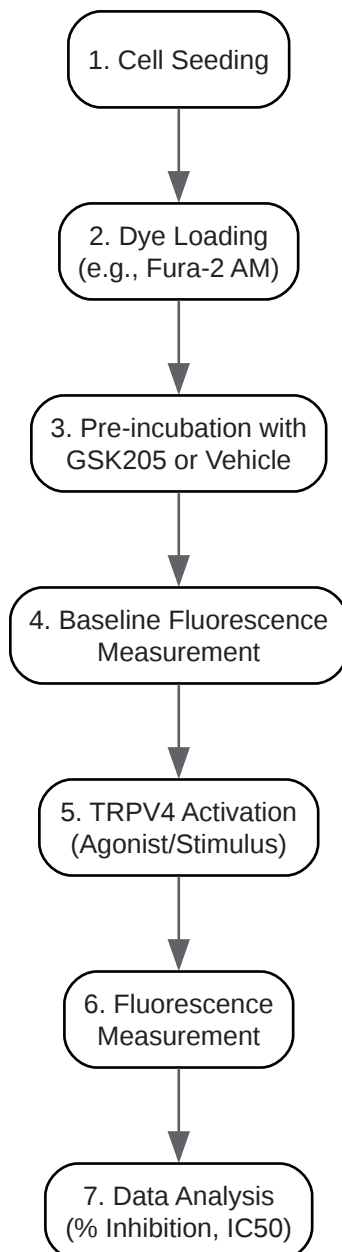 1. Cell Seeding
2. Dye Loading
(e.g., Fura-2 AM)
3. Pre-incubation with
GSK205 or Vehicle
4. Baseline Fluorescence
Measurement
5. TRPV4 Activation
(Agonist/Stimulus)
6. Fluorescence
Measurement
7. Data Analysis
(% Inhibition, IC50)